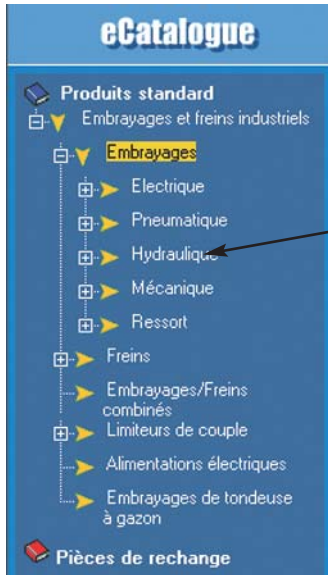 eCatalogue
Produits standard
Embrayages et freins industriels
Embrayages
Electrique
Pneumatique
Hydraulique
Mécanique
Ressort
Freins
Embrayages/Freins
combinés
Limiteurs de couple
Alimentations électriques
Embrayages de tondeuse
à gazon
Pièces de rechange